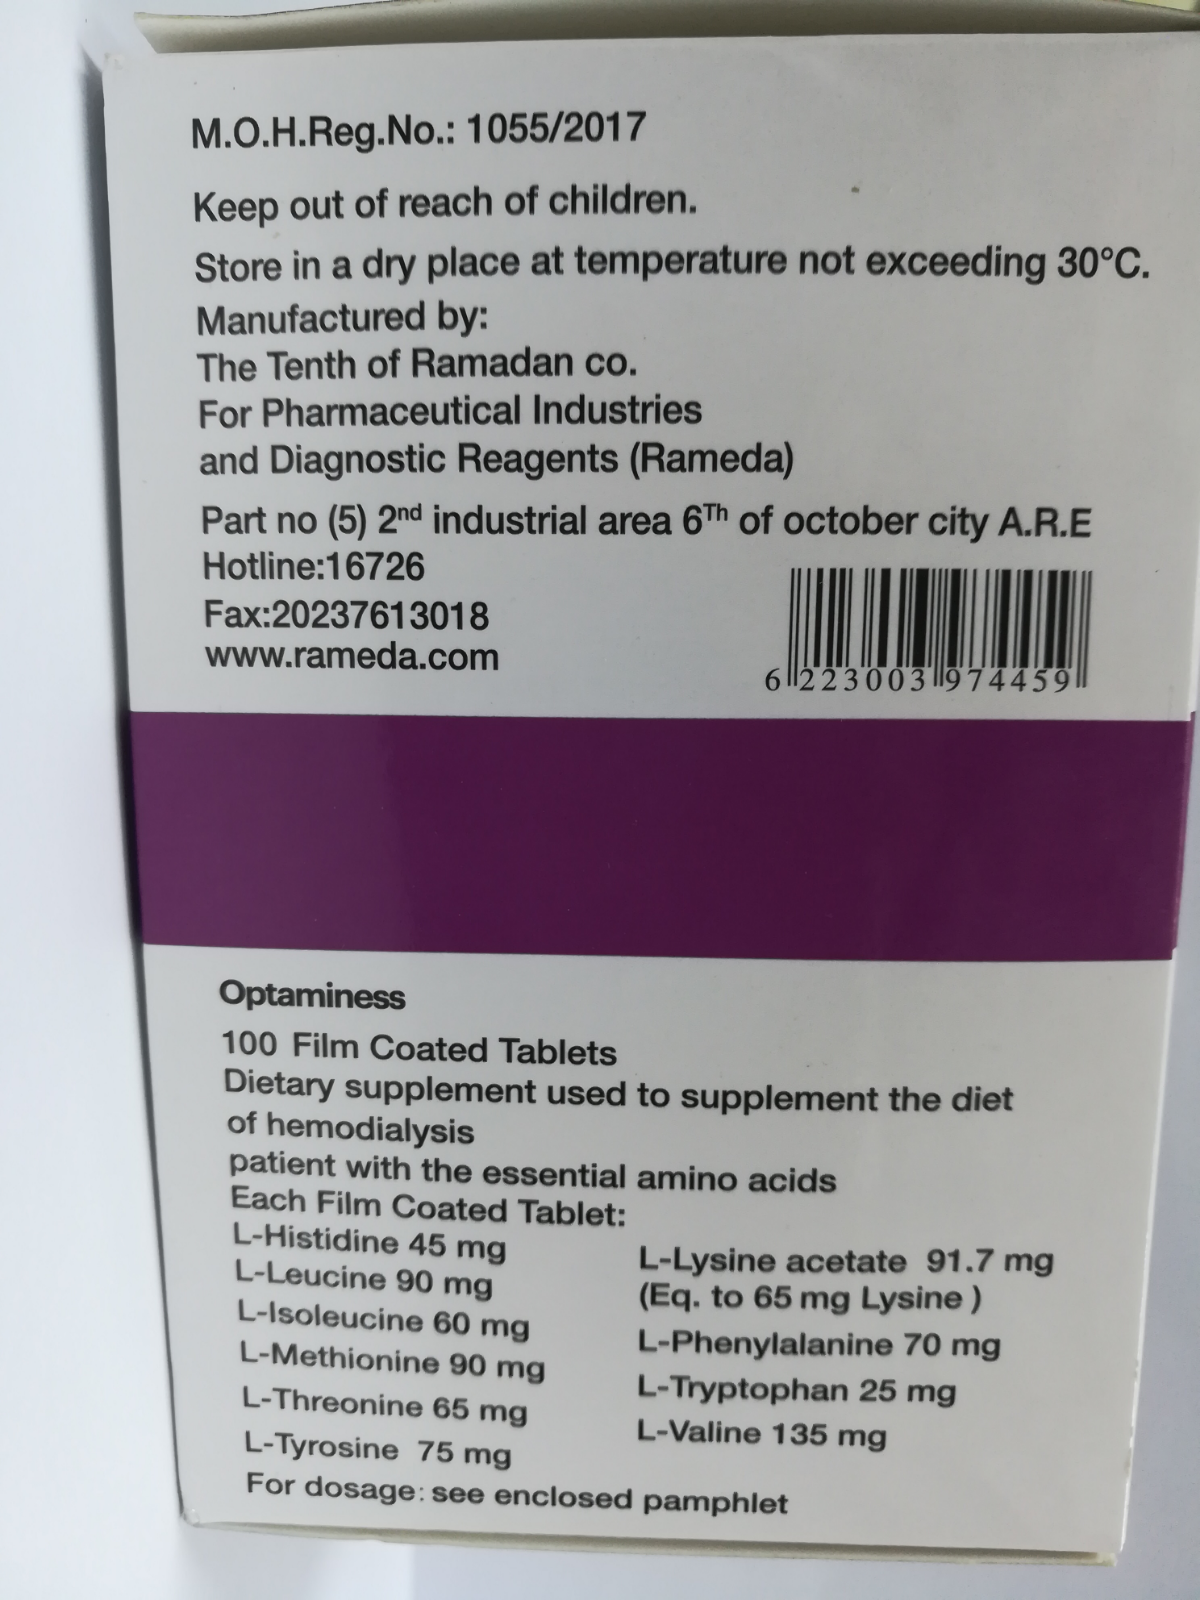 M.O.H.Reg.No.: 1055/2017
Keep out of reach of children.
Store in a dry place at temperature not exceeding 30°C.
Manufactured by:
The Tenth of Ramadan co.
For Pharmaceutical Industries
and Diagnostic Reagents (Rameda)
Part no (5) 2nd industrial area 6Th of october city A.R.E
Hotline:16726
Fax:20237613018
www.rameda.com
6 223003 974459
Optaminess
100 Film Coated Tablets
Dietary supplement used to supplement the diet
of hemodialysis
patient with the essential amino acids
Each Film Coated Tablet:
L-Histidine 45 mg
L-Leucine 90 mg
L-Isoleucine 60 mg
L-Methionine 90 mg
L-Threonine 65 mg
L-Tyrosine 75 mg
L-Lysine acetate 91.7 mg
(Eq. to 65 mg Lysine )
L-Phenylalanine 70 mg
L-Tryptophan 25 mg
L-Valine 135 mg
For dosage: see enclosed pamphlet